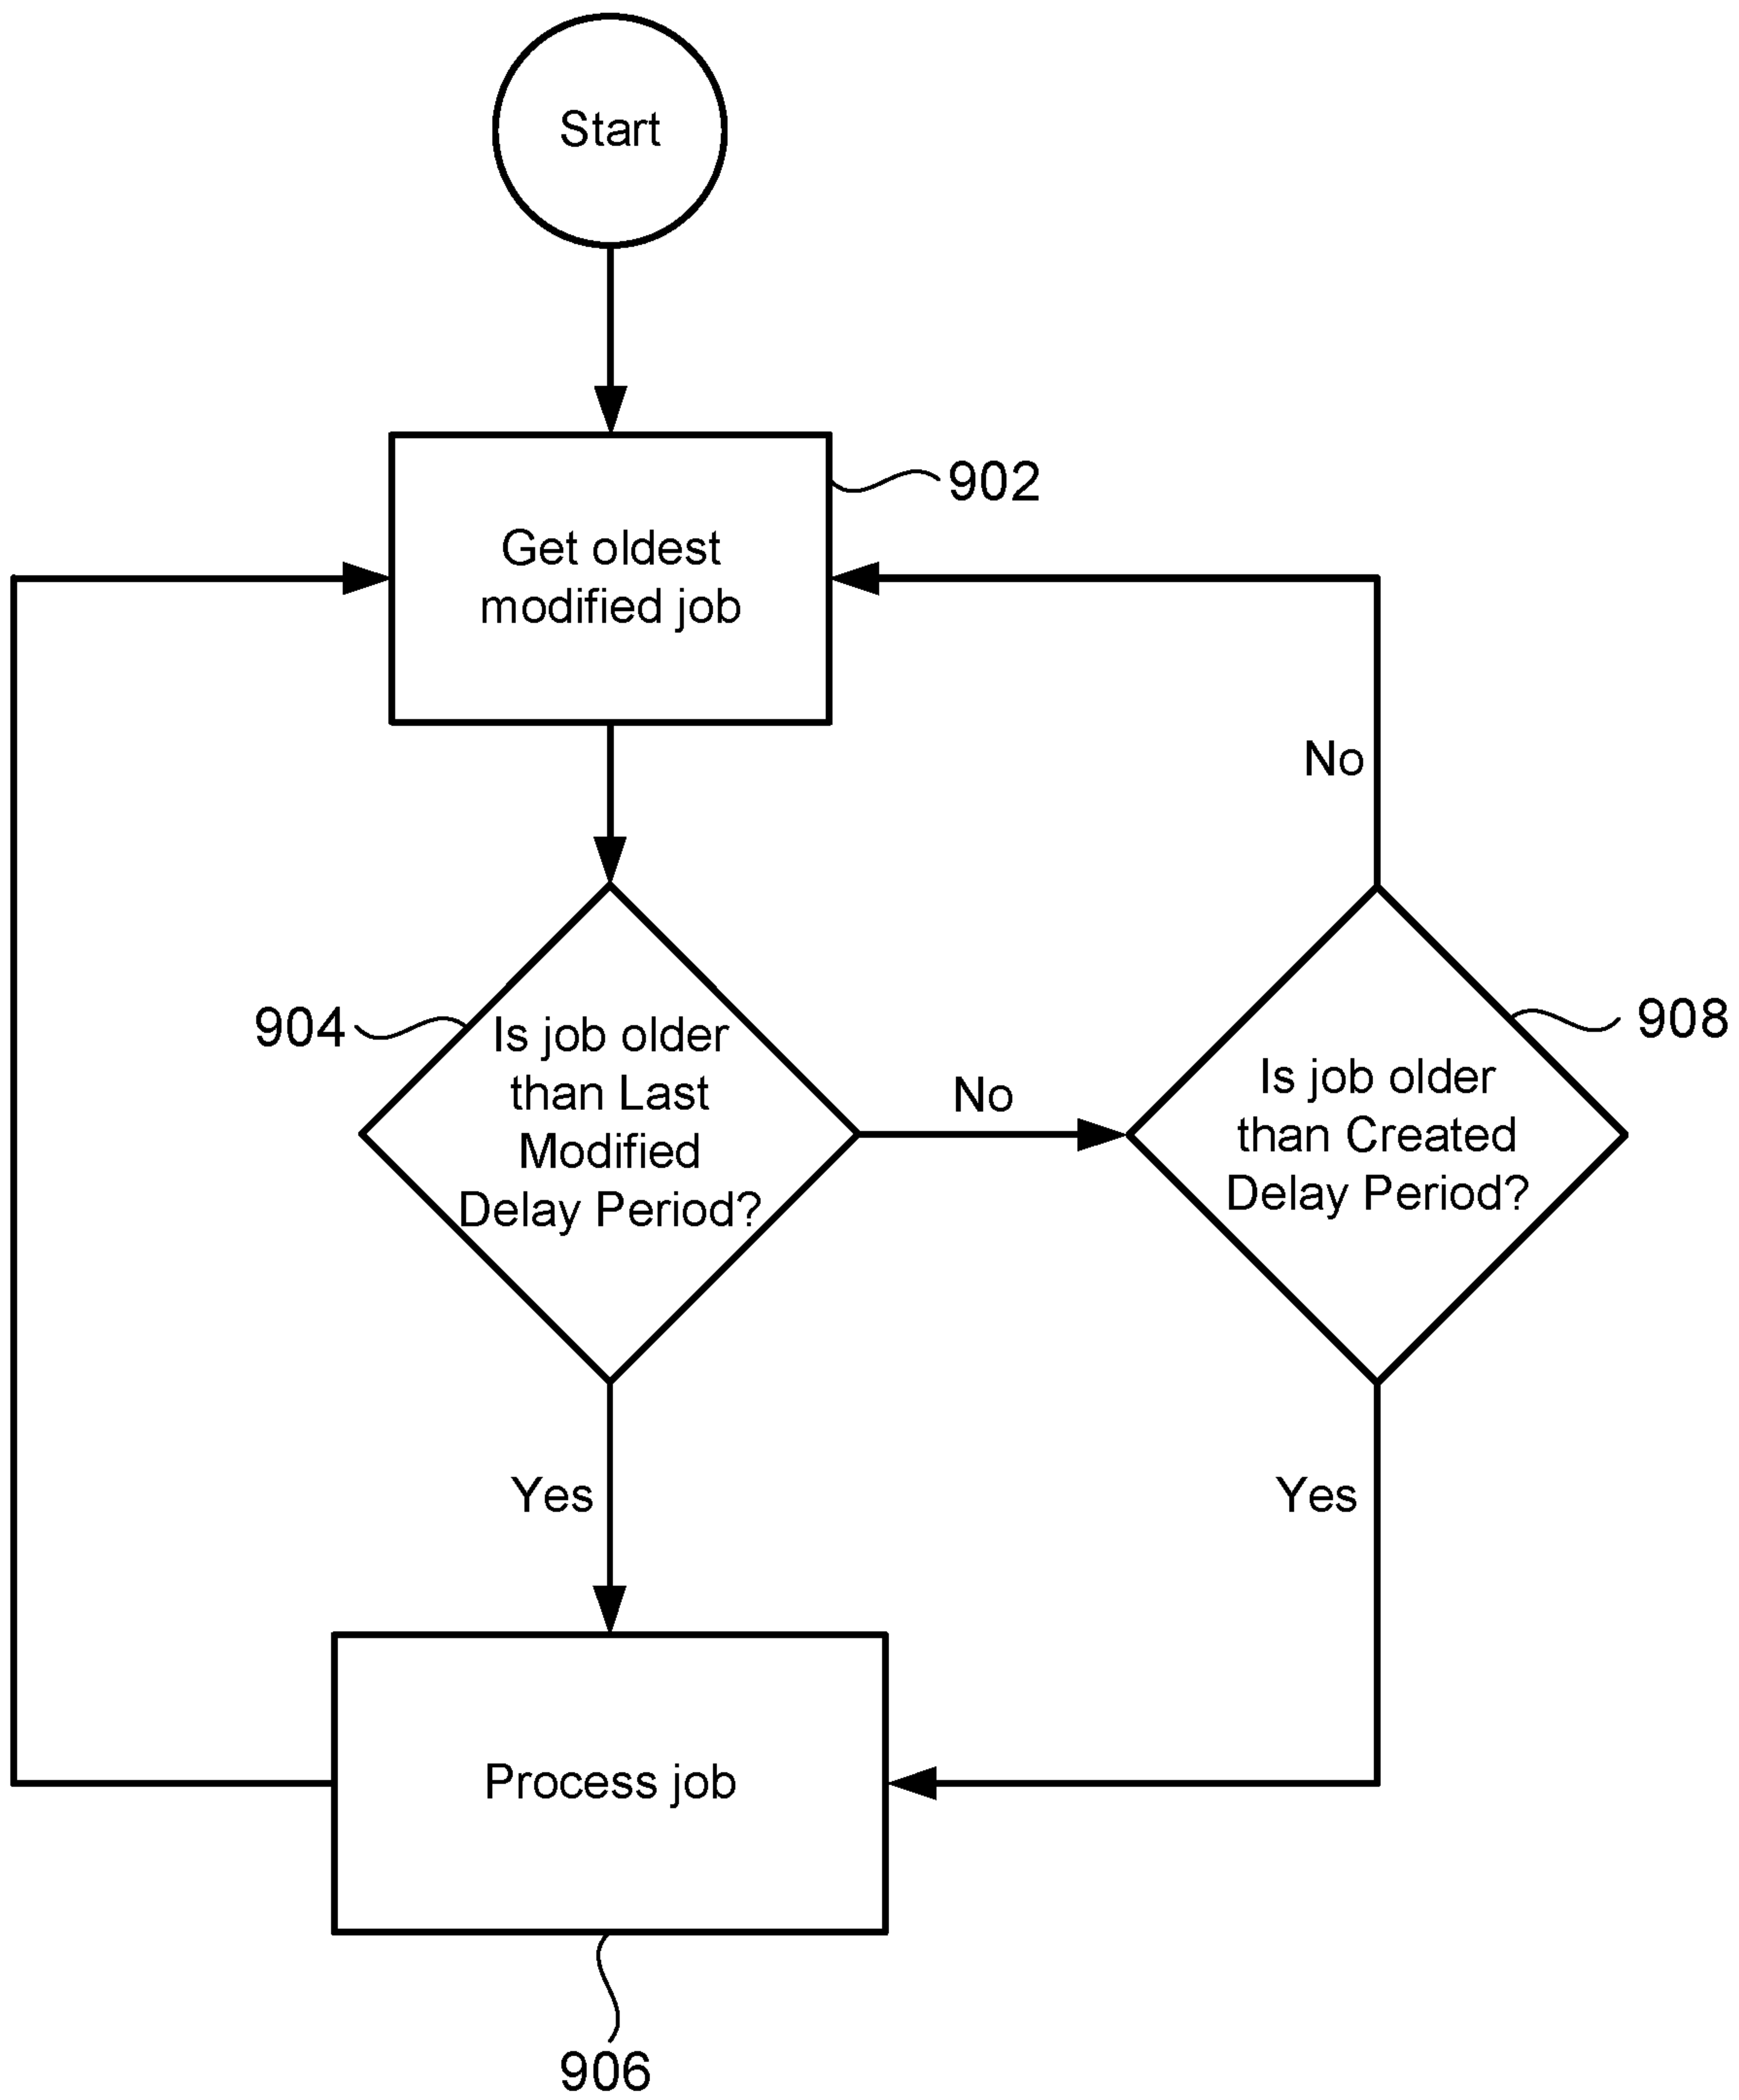 Start
902
Get oldest
modified job
No
904
Is job older
than Last
Modified
Delay Period?
No
908
Is job older
than Created
Delay Period?
Yes
Yes
Process job
906